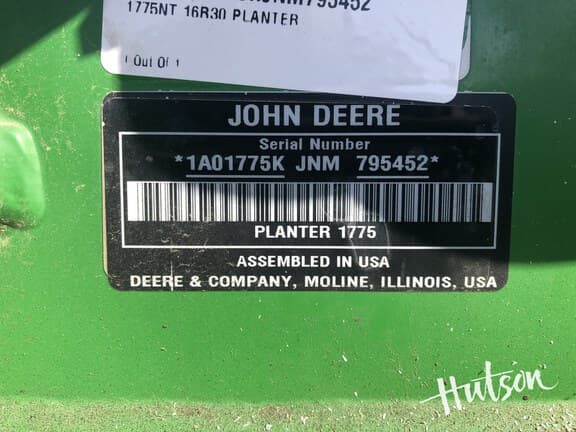 1775NT 16R30 PLANTER
1 Out Of 1
JOHN DEERE
Serial Number
*1A01775K JNM 795452*
PLANTER 1775
ASSEMBLED IN USA
DEERE & COMPANY, MOLINE, ILLINOIS, USA
Hutson